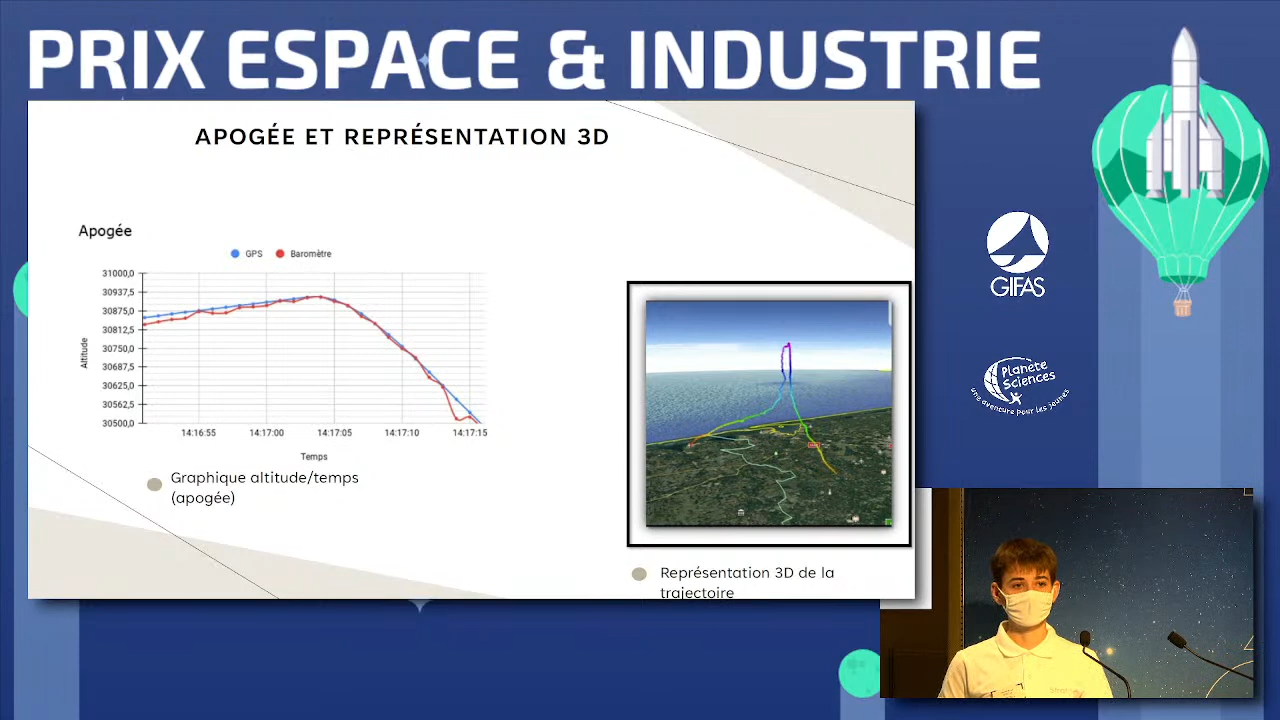 PRIX ESPACE & INDUSTRIE
APOGÉE ET REPRÉSENTATION 3D
Apogée
GPS
Baromètre
31000,0
30937,5
30875,0
30812,5
30750,0
30687,5
30625,0
30562,5
30500,0
Altitude
14:16:55
14:17:00
14:17:05
14:17:10
14:17:15
Temps
Graphique altitude/temps
(apogée)
Représentation 3D de la
trajectoire
GIFAS
Planète
Sciences
une aventure pour les jeunes